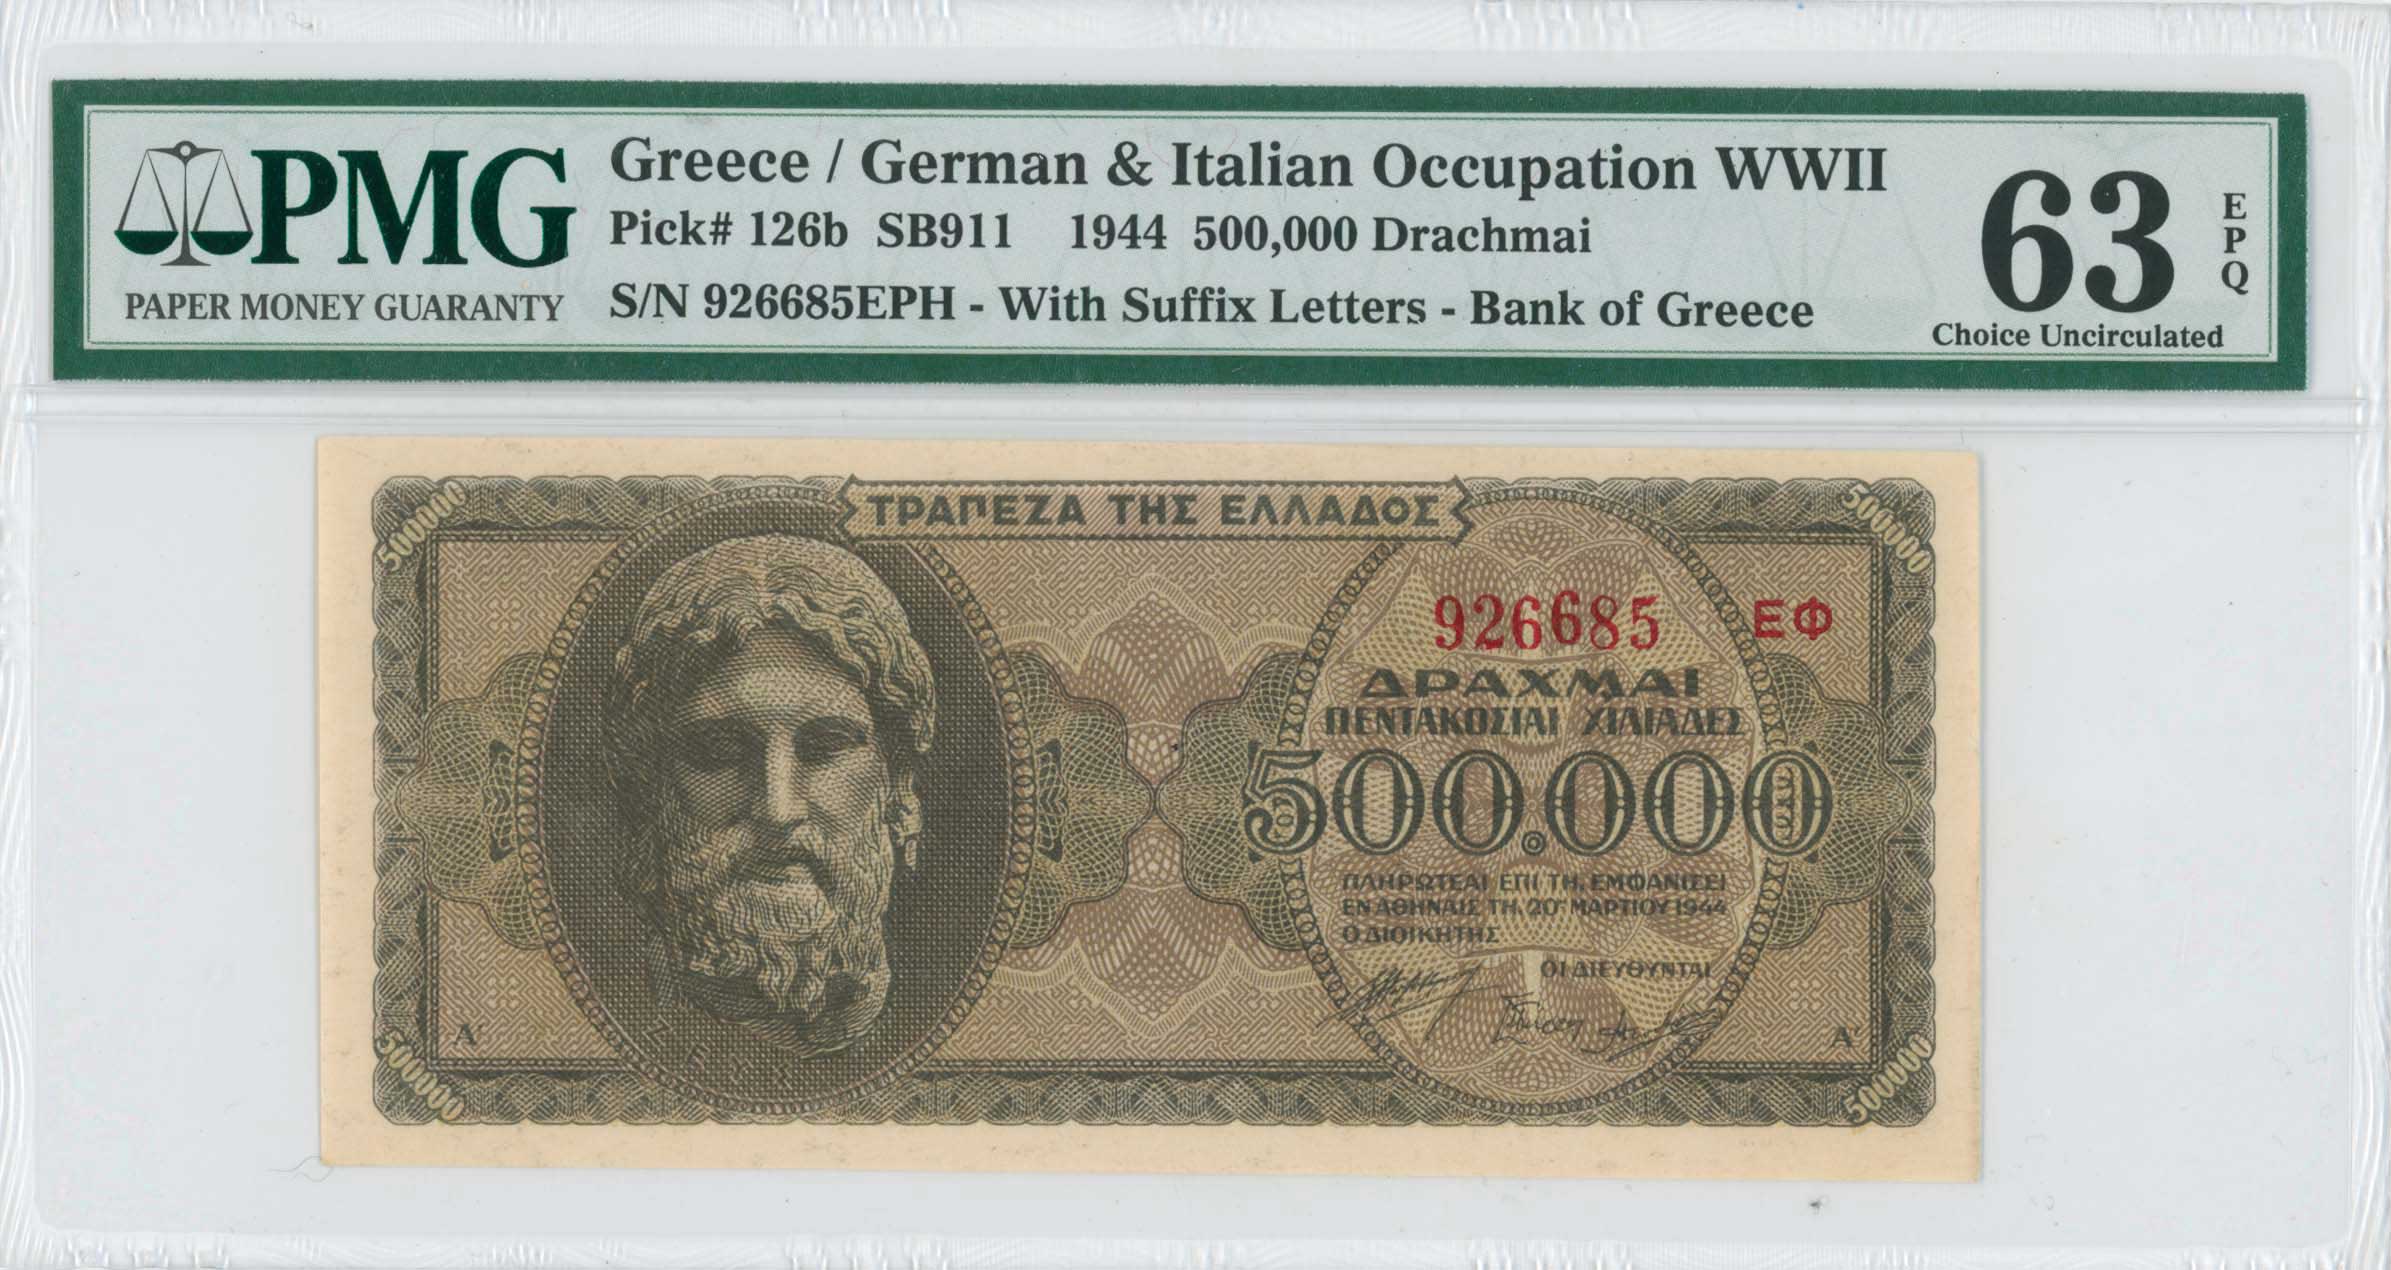 PMG
PAPER MONEY GUARANTY
Greece / German & Italian Occupation WWII
Pick# 126b SB911 1944 500,000 Drachmai
S/N 926685EPH - With Suffix Letters - Bank of Greece
63
EPQ
Choice Uncirculated
500000
500000
ΤΡΑΠΕΖΑ ΤΗΣ ΕΛΛΑΔΟΣ
926685 ΕΦ
ΔΡΑΧΜΑΙ
ΠΕΝΤΑΚΟΣΙΑΙ ΧΙΛΙΑΔΕΣ
500.000
ΠΛΗΡΩΤΕΑΙ ΕΠΙ ΤΗ, ΕΜΦΑΝΙΣΕΙ
ΕΝ ΑΘΗΝΑΙΣ ΤΗ, 20ῌ ΜΑΡΤΙΟΥ 1944
Ο ΔΙΟΙΚΗΤΗΣ
ΟΙ ΔΙΕΥΘΥΝΤΑΙ
Α'
ΖΕΥΣ
Α'
500000
500000